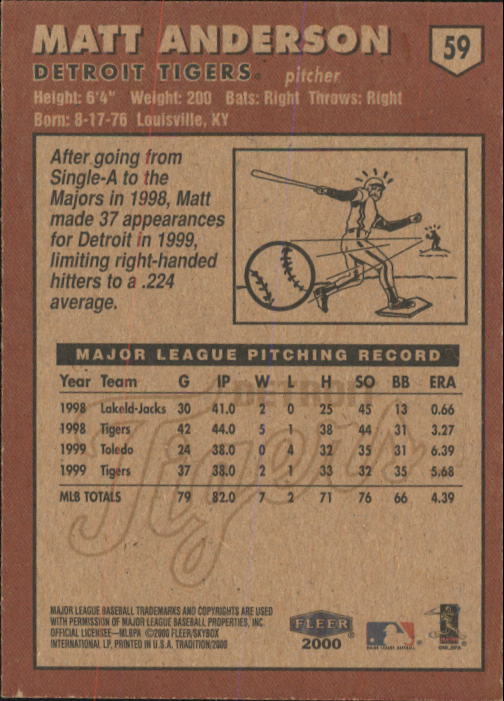 MATT ANDERSON
59
DETROIT TIGERS® pitcher
Height: 6'4" Weight: 200 Bats: Right Throws: Right
Born: 8-17-76 Louisville, KY
After going from
Single-A to the
Majors in 1998, Matt
made 37 appearances
for Detroit in 1999,
limiting right-handed
hitters to a .224
average.
MAJOR LEAGUE PITCHING RECORD
Year Team G IP W L H SO BB ERA
1998 Lakeld-Jacks 30 41.0 2 0 25 45 13 0.66
1998 Tigers 42 44.0 5 1 38 44 31 3.27
1999 Toledo 24 38.0 0 4 32 35 31 6.39
1999 Tigers 37 38.0 2 1 33 32 35 5.68
MLB TOTALS 79 82.0 7 2 71 76 66 4.39
DETROIT
Tigers
MAJOR LEAGUE BASEBALL TRADEMARKS AND COPYRIGHTS ARE USED
WITH PERMISSION OF MAJOR LEAGUE BASEBALL PROPERTIES, INC.
OFFICIAL LICENSEE—MLBPA ©2000 FLEER/SKYBOX
INTERNATIONAL LP, PRINTED IN U.S.A. TRADITION/2000
FLEER
2000
MAJOR LEAGUE BASEBALL